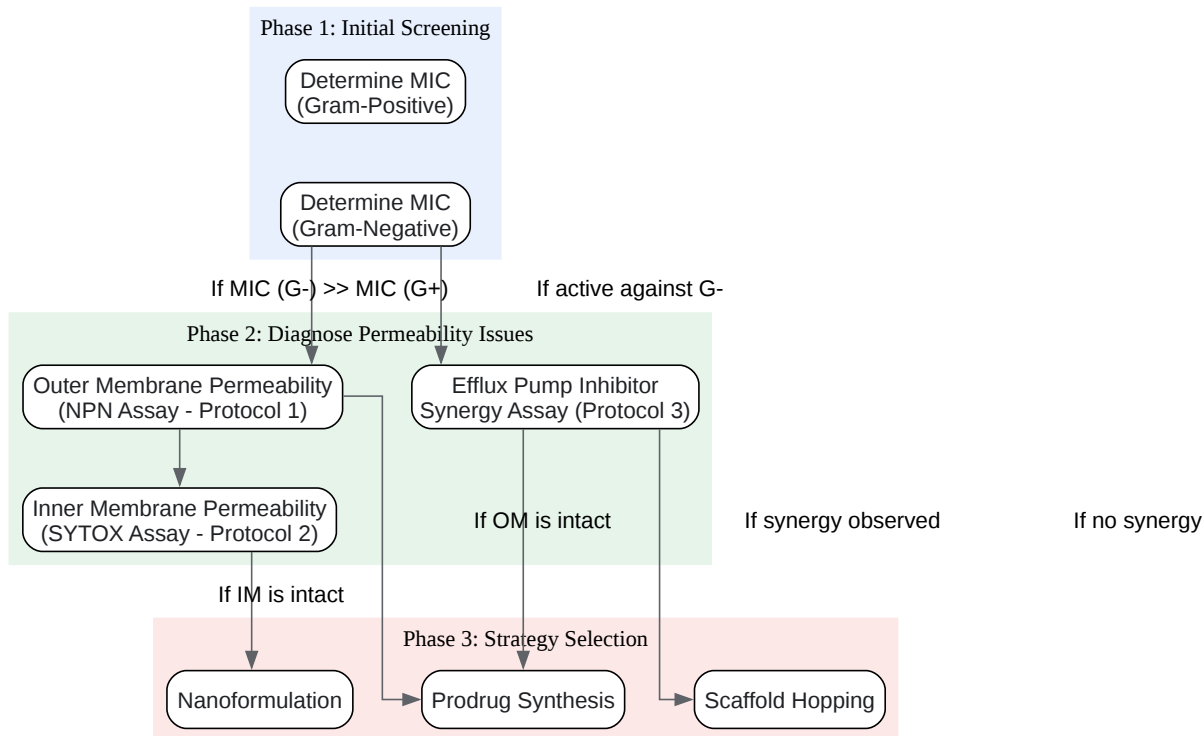 Phase 1: Initial Screening
Determine MIC
(Gram-Positive)
Determine MIC
(Gram-Negative)
If MIC (G-) >> MIC (G+)
If active against G-
Phase 2: Diagnose Permeability Issues
Outer Membrane Permeability
(NPN Assay - Protocol 1)
Efflux Pump Inhibitor
Synergy Assay (Protocol 3)
Inner Membrane Permeability
(SYTOX Assay - Protocol 2)
If OM is intact
If synergy observed
If no synergy
If IM is intact
Phase 3: Strategy Selection
Nanoformulation
Prodrug Synthesis
Scaffold Hopping